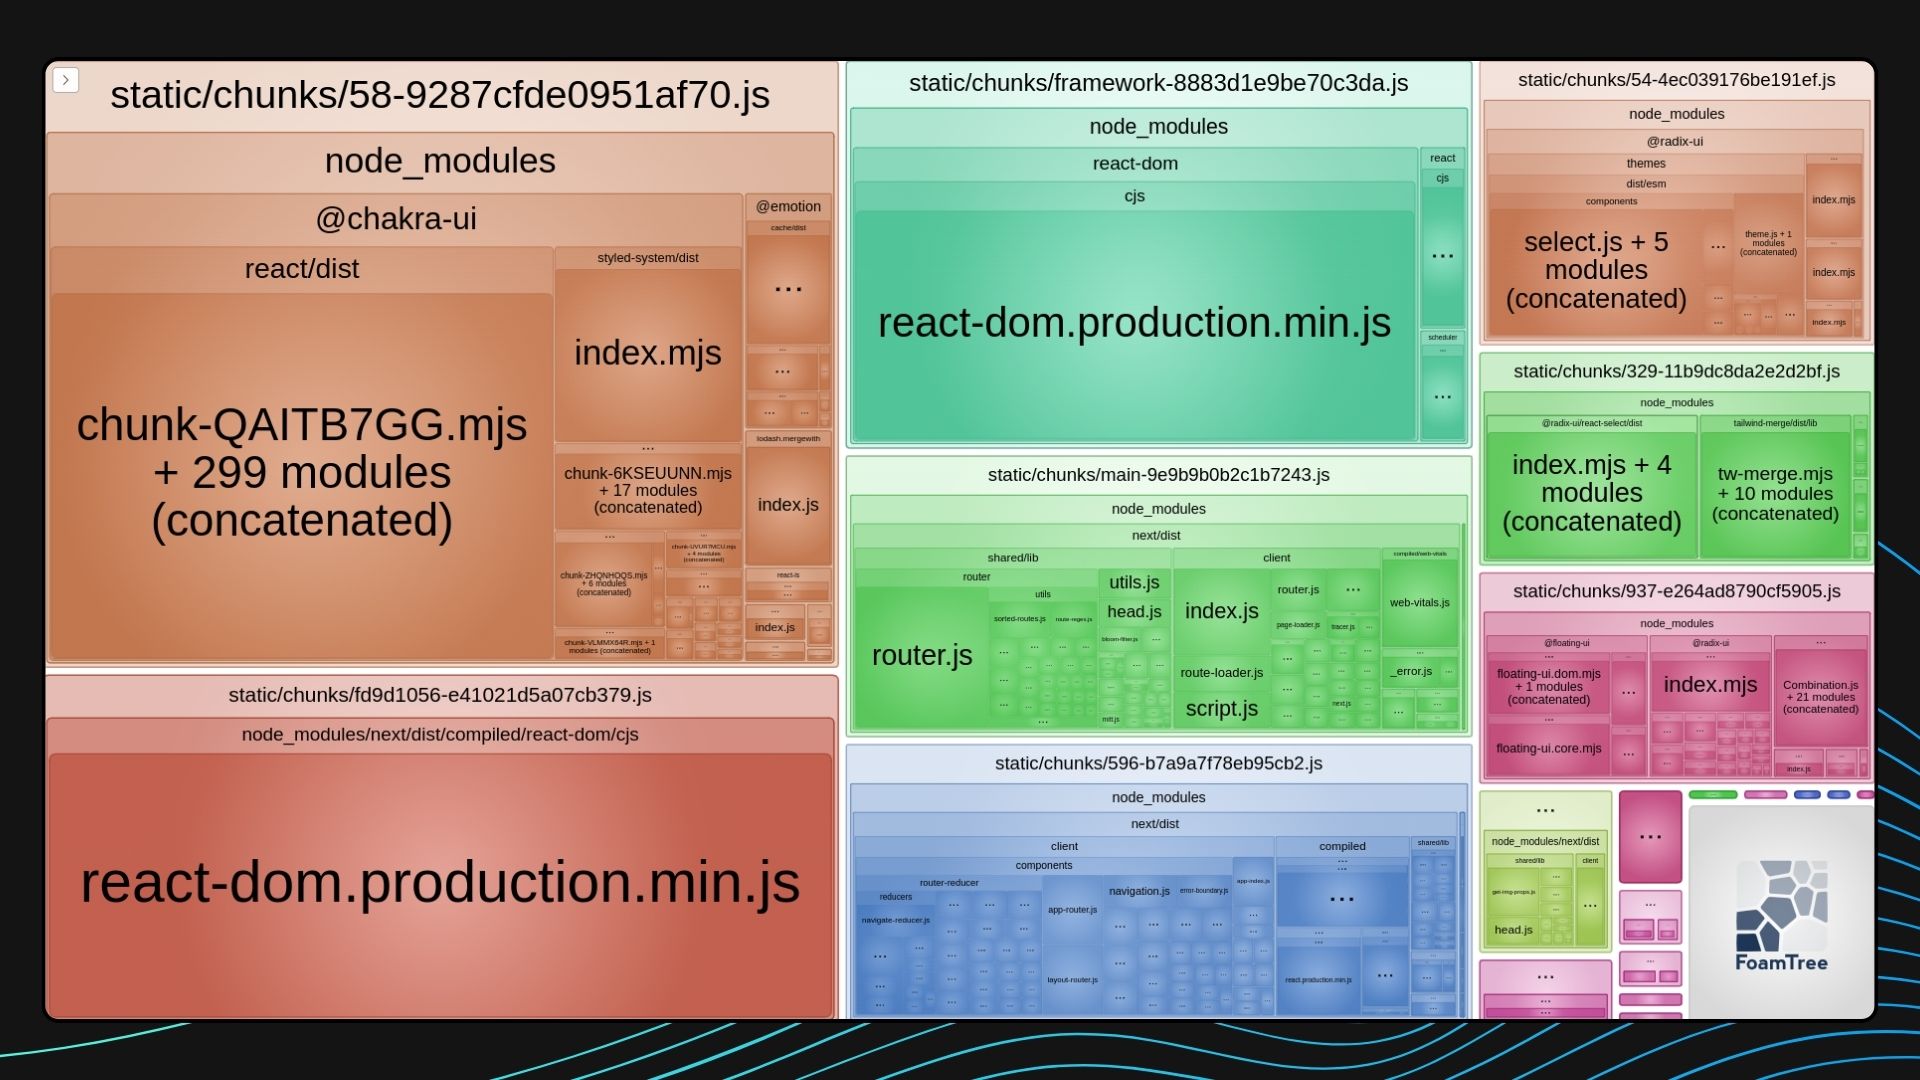 static/chunks/58-9287cfde0951af70.js
node_modules
@chakra-ui
react/dist
chunk-QAITB7GG.mjs
+ 299 modules
(concatenated)
styled-system/dist
index.mjs
...
chunk-6KSEUUNN.mjs
+ 17 modules
(concatenated)
...
chunk-ZHQNHOQS.mjs
+ 6 modules
(concatenated)
...
chunk-VLMMX64R.mjs + 1
modules (concatenated)
...
chunk-UVUR7MCU.mjs
+ 4 modules
(concatenated)
@emotion
cache/dist
...
...
lodash.mergewith
index.js
react-is
...
index.js
static/chunks/fd9d1056-e41021d5a07cb379.js
node_modules/next/dist/compiled/react-dom/cjs
react-dom.production.min.js
static/chunks/framework-8883d1e9be70c3da.js
node_modules
react-dom
cjs
react-dom.production.min.js
react
cjs
...
scheduler
...
...
static/chunks/main-9e9b9b0b2c1b7243.js
node_modules
next/dist
shared/lib
router
router.js
utils
sorted-routes.js
route-regex.js
utils.js
head.js
bloom-filter.js
mitt.js
client
index.js
route-loader.js
script.js
router.js
...
page-loader.js
tracer.js
next.js
compiled/web-vitals
web-vitals.js
_error.js
static/chunks/596-b7a9a7f78eb95cb2.js
node_modules
next/dist
client
components
router-reducer
reducers
navigate-reducer.js
...
app-router.js
layout-router.js
navigation.js
error-boundary.js
app-index.js
compiled
...
...
...
react.production.min.js
...
shared/lib
static/chunks/54-4ec039176be191ef.js
node_modules
@radix-ui
themes
dist/esm
components
select.js + 5
modules
(concatenated)
...
theme.js + 1
modules
(concatenated)
...
index.mjs
...
index.mjs
...
index.mjs
static/chunks/329-11b9dc8da2e2d2bf.js
node_modules
@radix-ui/react-select/dist
index.mjs + 4
modules
(concatenated)
tailwind-merge/dist/lib
tw-merge.mjs
+ 10 modules
(concatenated)
static/chunks/937-e264ad8790cf5905.js
node_modules
@floating-ui
...
floating-ui.dom.mjs
+ 1 modules
(concatenated)
...
floating-ui.core.mjs
...
...
@radix-ui
...
index.mjs
...
Combination.js
+ 21 modules
(concatenated)
...
index.js
...
node_modules/next/dist
shared/lib
get-img-props.js
head.js
client
...
...
...
...
...
...
...
FoamTree